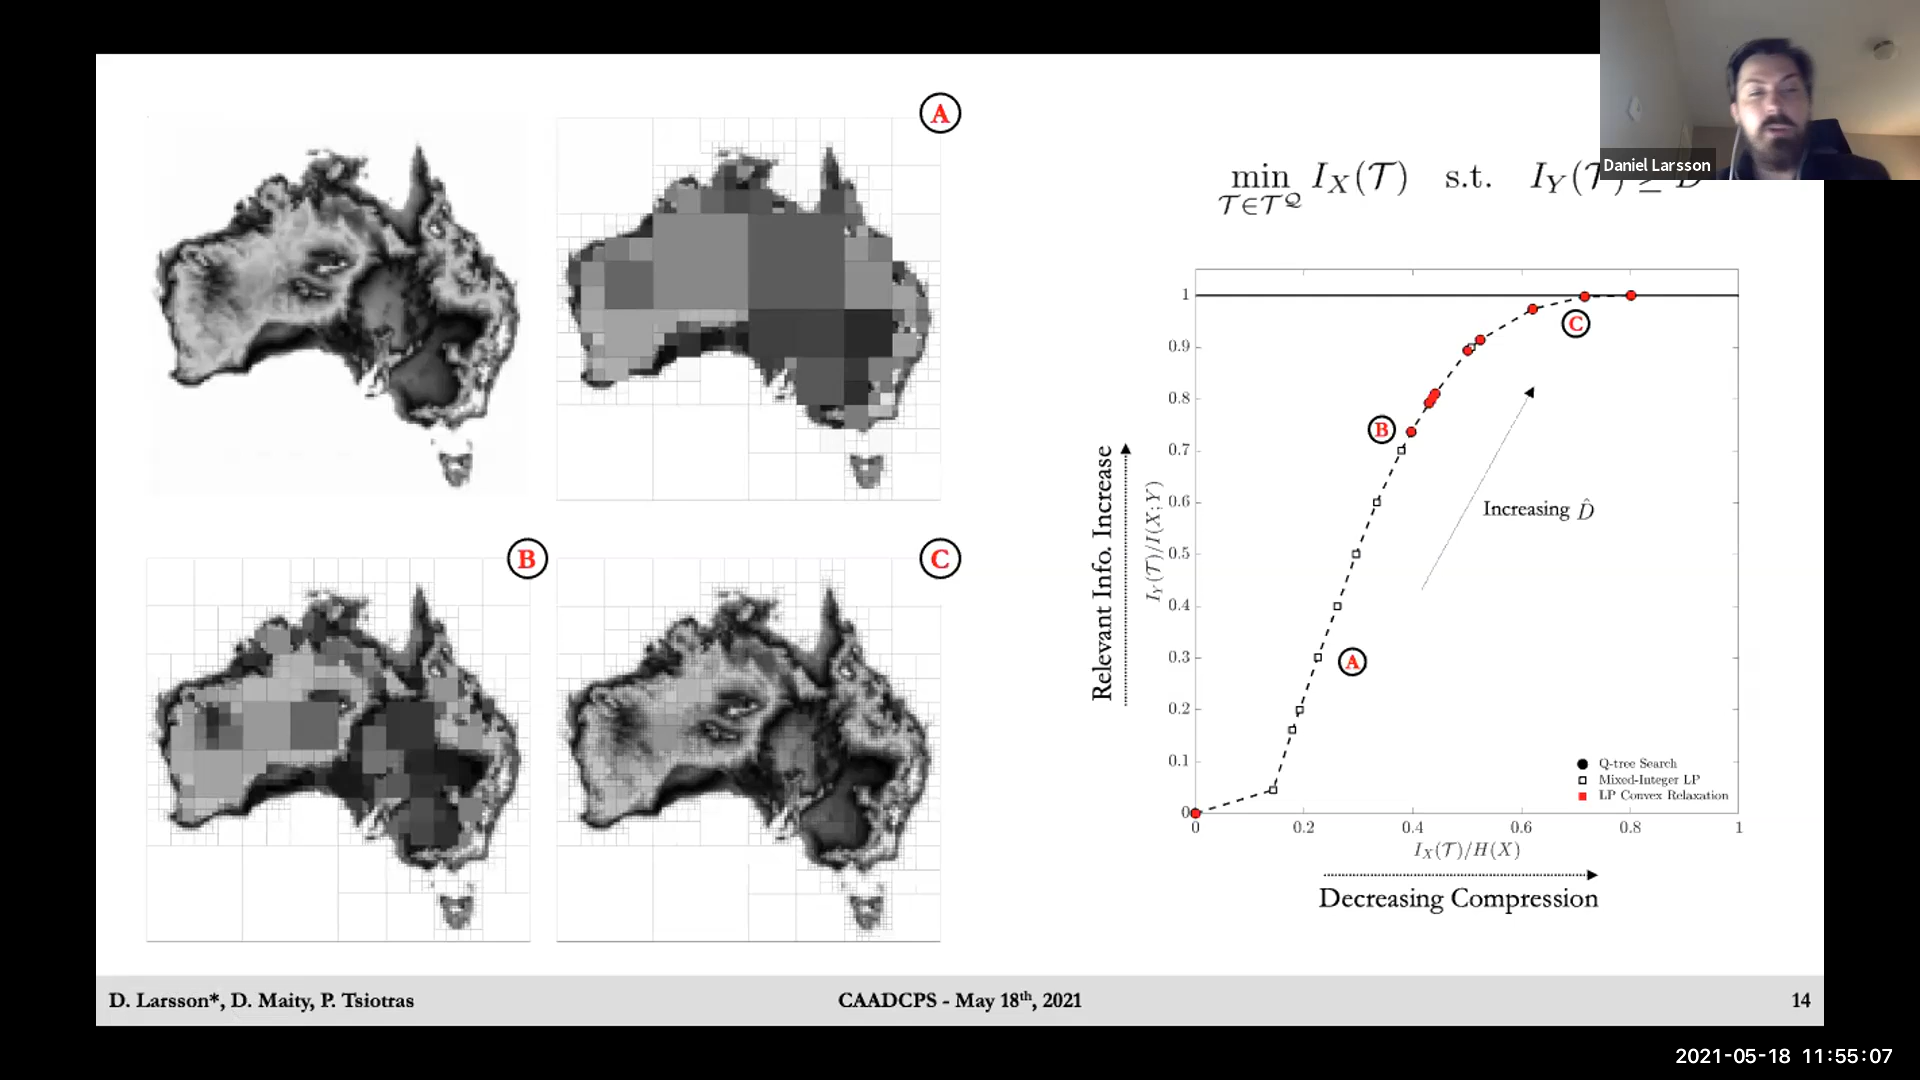 A
min I_X(𝒯) s.t. I_Y(𝒯) ≥ D
𝒯∈𝒯^𝒬
Daniel Larsson
B
C
Relevant Info. Increase
I_Y(𝒯)/I(X;Y)
1
0.9
0.8
0.7
0.6
0.5
0.4
0.3
0.2
0.1
0
C
B
A
Increasing D̂
Q-tree Search
Mixed-Integer LP
LP Convex Relaxation
0 0.2 0.4 0.6 0.8 1
I_X(𝒯)/H(X)
Decreasing Compression
D. Larsson*, D. Maity, P. Tsiotras
CAADCPS - May 18th, 2021
14
2021-05-18 11:55:07